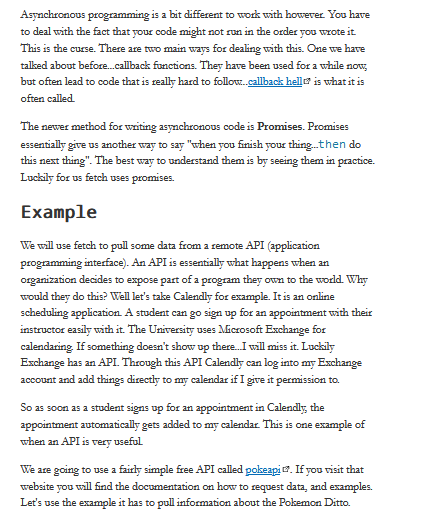 Asynchronous programming is a bit different to work with however. You have
to deal with the fact that your code might not run in the order you wrote it.
This is the curse. There are two main ways for dealing with this. One we have
talked about before...callback functions. They have been used for a while now,
but often lead to code that is really hard to follow...callback hell is what it is
often called.
The newer method for writing asynchronous code is Promises. Promises
essentially give us another way to say "when you finish your thing...then do
this next thing". The best way to understand them is by seeing them in practice.
Luckily for us fetch uses promises.
Example
We will use fetch to pull some data from a remote API (application
programming interface). An API is essentially what happens when an
organization decides to expose part of a program they own to the world. Why
would they do this? Well let's take Calendly for example. It is an online
scheduling application. A student can go sign up for an appointment with their
instructor easily with it. The University uses Microsoft Exchange for
calendaring. If something doesn't show up there...I will miss it. Luckily
Exchange has an API. Through this API Calendly can log into my Exchange
account and add things directly to my calendar if I give it permission to.
So as soon as a student signs up for an appointment in Calendly, the
appointment automatically gets added to my calendar. This is one example of
when an API is very useful.
We are going to use a fairly simple free API called pokeapi. If you visit that
website you will find the documentation on how to request data, and examples.
Let's use the example it has to pull information about the Pokemon Ditto.